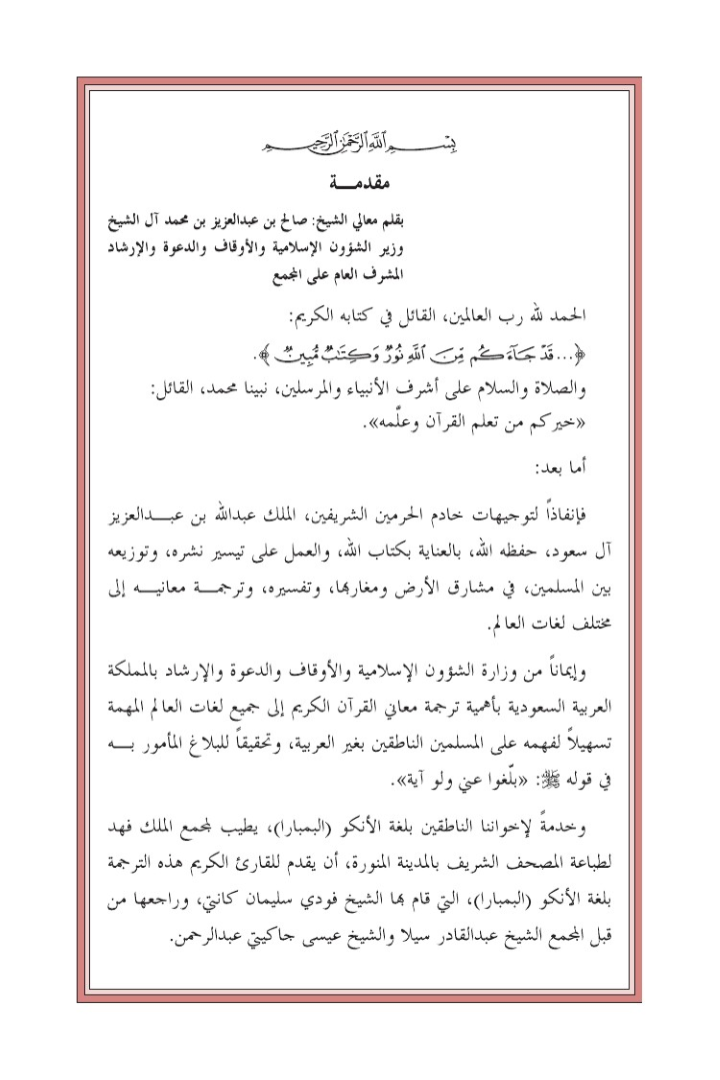 بِسْمِ ٱللَّهِ ٱلرَّحْمَٰنِ ٱلرَّحِيمِ
مقدمـــة
بقلم معالي الشيخ: صالح بن عبدالعزيز بن محمد آل الشيخ
وزير الشؤون الإسلامية والأوقاف والدعوة والإرشاد
المشرف العام على المجمع
الحمد لله رب العالمين، القائل في كتابه الكريم:
﴿...قَدْ جَآءَكُم مِّنَ ٱللَّهِ نُورٌ وَكِتَٰبٌ مُّبِينٌ﴾.
والصلاة والسلام على أشرف الأنبياء والمرسلين، نبينا محمد، القائل:
«خيركم من تعلم القرآن وعلَّمه».
أما بعد:
فإنفاذاً لتوجيهات خادم الحرمين الشريفين، الملك عبدالله بن عبــدالعزيز
آل سعود، حفظه الله، بالعناية بكتاب الله، والعمل على تيسير نشره، وتوزيعه
بين المسلمين، في مشارق الأرض ومغاربها، وتفسيره، وترجمــة معانيــه إلى
مختلف لغات العالم.
وإيماناً من وزارة الشؤون الإسلامية والأوقاف والدعوة والإرشاد بالمملكة
العربية السعودية بأهمية ترجمة معاني القرآن الكريم إلى جميع لغات العالم المهمة
تسهيلاً لفهمه على المسلمين الناطقين بغير العربية، وتحقيقاً للبلاغ المأمور بــه
في قوله ﷺ: «بلّغوا عني ولو آية».
وخدمةً لإخواننا الناطقين بلغة الأنكو (البمبارا)، يطيب لمجمع الملك فهد
لطباعة المصحف الشريف بالمدينة المنورة، أن يقدم للقارئ الكريم هذه الترجمة
بلغة الأنكو (البمبارا)، التي قام بها الشيخ فودي سليمان كانتي، وراجعها من
قبل المجمع الشيخ عبدالقادر سيلا والشيخ عيسى جاكيتي عبدالرحمن.